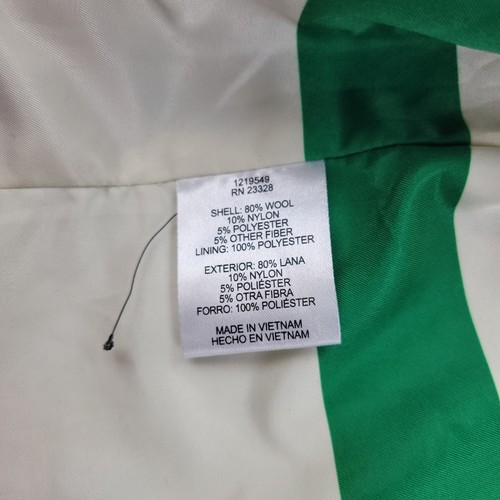 1219549
RN 23328
SHELL: 80% WOOL
10% NYLON
5% POLYESTER
5% OTHER FIBER
LINING: 100% POLYESTER
EXTERIOR: 80% LANA
10% NYLON
5% POLIÉSTER
5% OTRA FIBRA
FORRO: 100% POLIÉSTER
MADE IN VIETNAM
HECHO EN VIETNAM